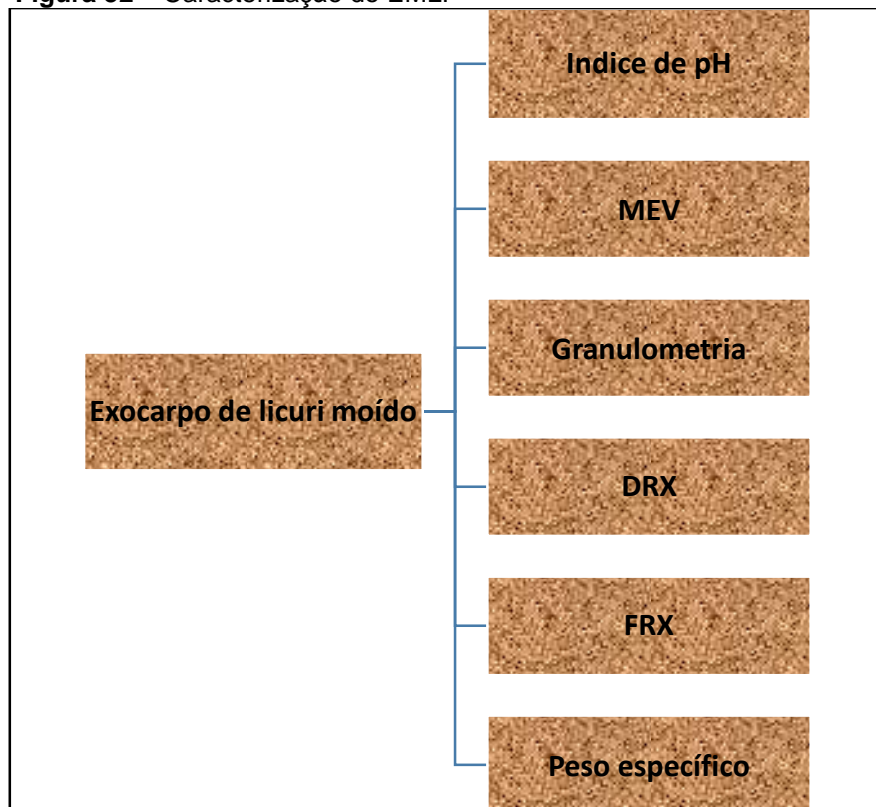 Indice de pH
MEV
Granulometria
Exocarpo de licuri moído
DRX
FRX
Peso específico